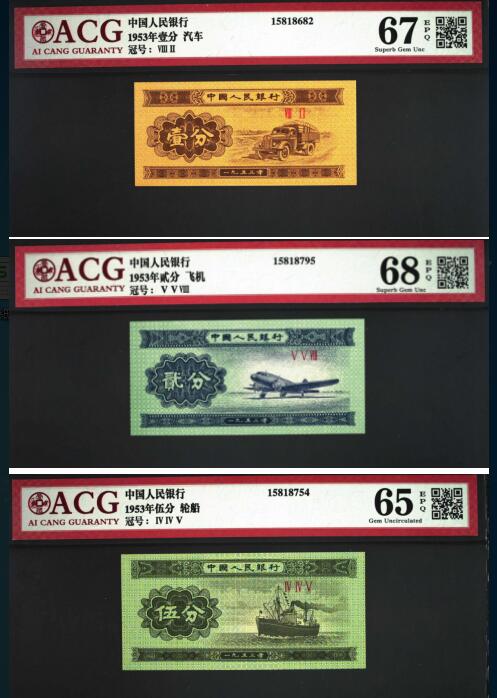 ACG
AI CANG GUARANTY
中国人民银行
1953年壹分 汽车
冠号：Ⅷ Ⅱ
15818682
67
EPQ
Superb Gem Unc
中國人民銀行
Ⅷ Ⅱ
壹分
一九五三年
ACG
AI CANG GUARANTY
中国人民银行
1953年贰分 飞机
冠号：Ⅴ Ⅴ Ⅷ
15818795
68
EPQ
Superb Gem Unc
中國人民銀行
Ⅴ Ⅴ Ⅷ
贰分
一九五三年
ACG
AI CANG GUARANTY
中国人民银行
1953年伍分 轮船
冠号：Ⅳ Ⅳ Ⅴ
15818754
65
EPQ
Gem Uncirculated
中國人民銀行
Ⅳ Ⅳ Ⅴ
伍分
一九五三年